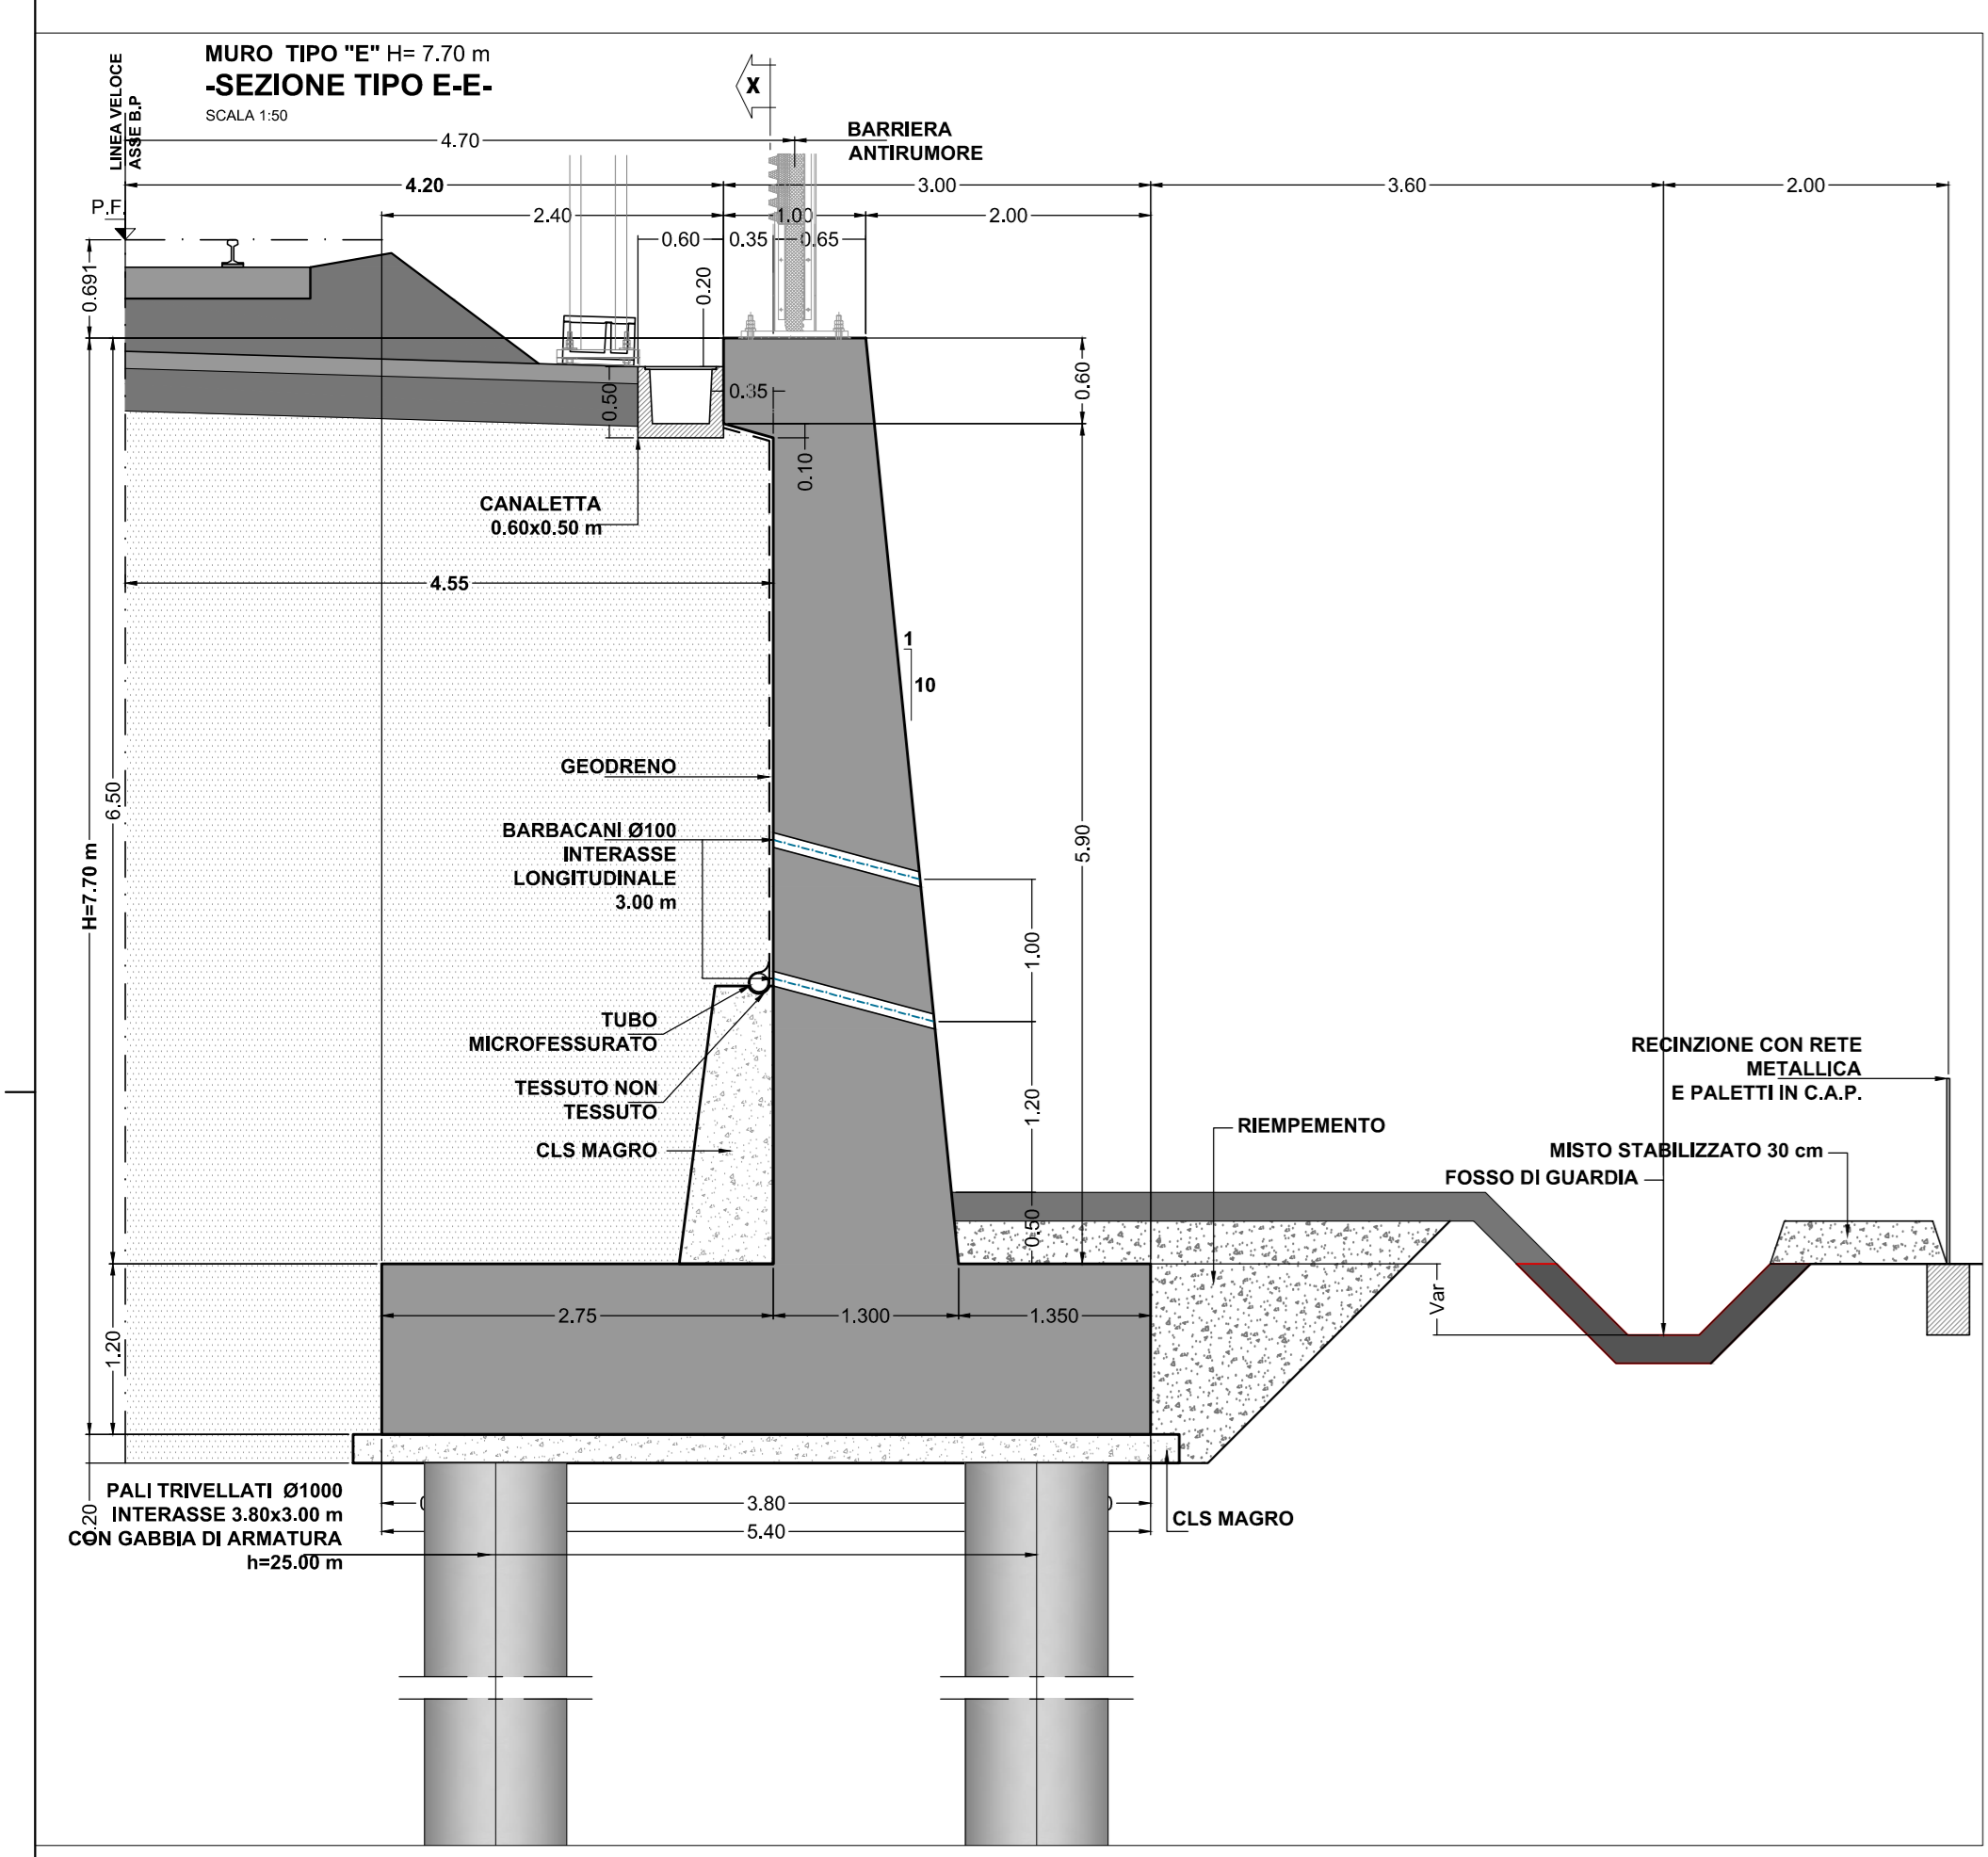 MURO TIPO "E" H= 7.70 m
-SEZIONE TIPO E-E-
SCALA 1:50
LINEA VELOCE
ASSE B.P
X
4.70
BARRIERA
ANTIRUMORE
4.20
3.00
3.60
2.00
P.F.
2.40
1.00
2.00
0.60
0.35
0.65
0.691
0.20
0.50
0.35
0.60
0.10
CANALETTA
0.60x0.50 m
4.55
1
10
GEODRENO
6.50
H=7.70 m
BARBACANI Ø100
INTERASSE
LONGITUDINALE
3.00 m
5.90
1.00
TUBO
MICROFESSURATO
TESSUTO NON
TESSUTO
CLS MAGRO
1.20
RECINZIONE CON RETE
METALLICA
E PALETTI IN C.A.P.
RIEMPEMENTO
MISTO STABILIZZATO 30 cm
FOSSO DI GUARDIA
0.50
Var
2.75
1.300
1.350
1.20
0.20
PALI TRIVELLATI Ø1000
INTERASSE 3.80x3.00 m
CON GABBIA DI ARMATURA
h=25.00 m
3.80
5.40
CLS MAGRO